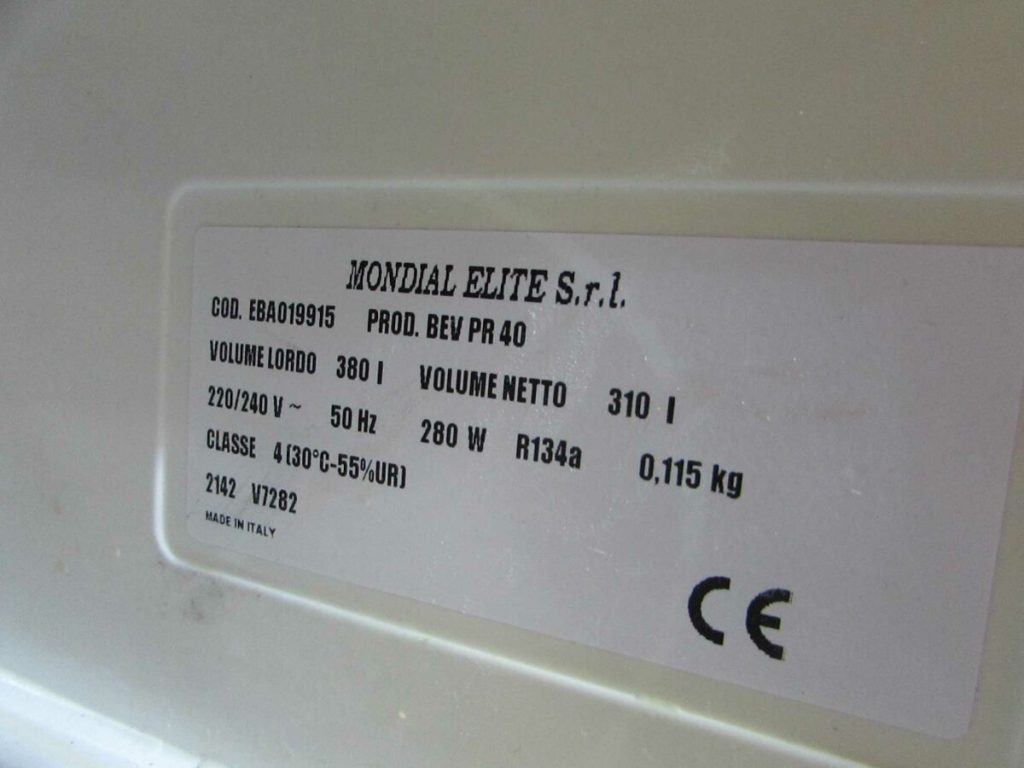 MONDIAL ELITE S.r.l.
COD. EBA019915 PROD. BEV PR 40
VOLUME LORDO 380 l VOLUME NETTO 310 l
220/240 V ~ 50 Hz 280 W R134a 0,115 kg
CLASSE 4 (30°C-55%UR)
2142 V7282
MADE IN ITALY
CE